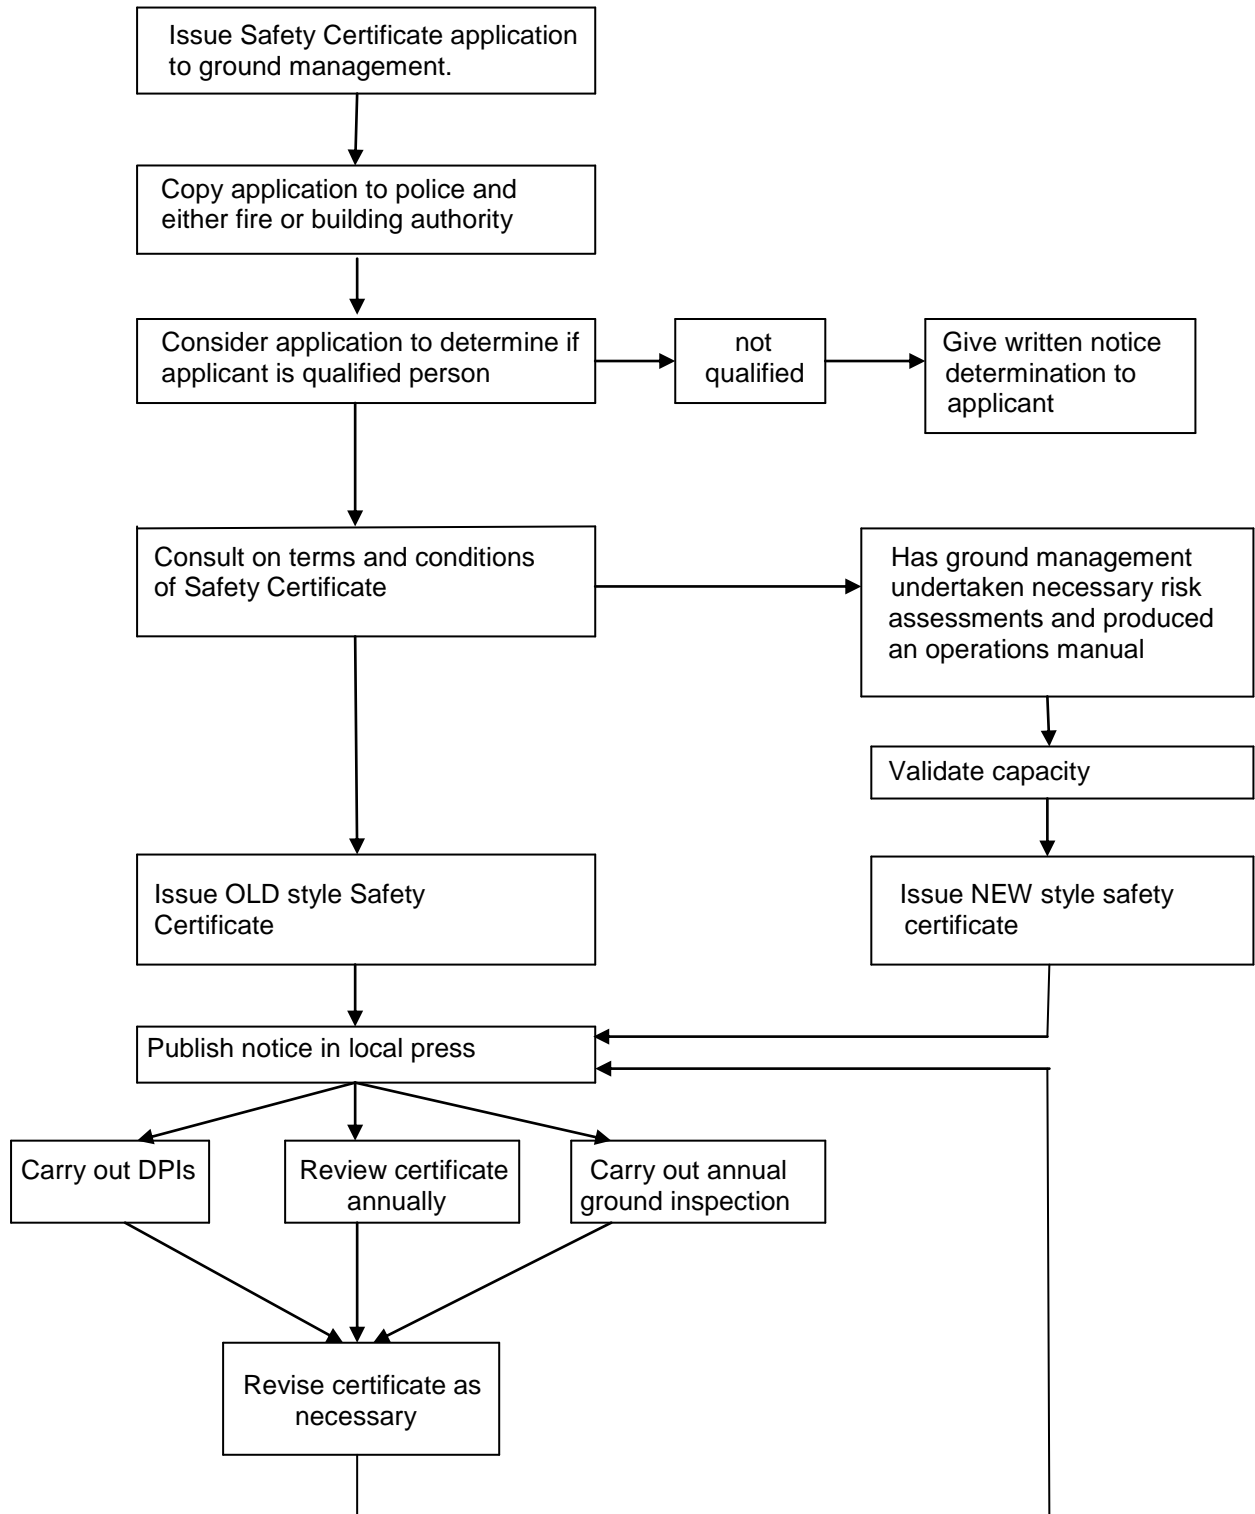 Issue Safety Certificate application
to ground management.
Copy application to police and
either fire or building authority
Consider application to determine if
applicant is qualified person
not
qualified
Give written notice
determination to
applicant
Consult on terms and conditions
of Safety Certificate
Has ground management
undertaken necessary risk
assessments and produced
an operations manual
Validate capacity
Issue OLD style Safety
Certificate
Issue NEW style safety
certificate
Publish notice in local press
Carry out DPIs
Review certificate
annually
Carry out annual
ground inspection
Revise certificate as
necessary